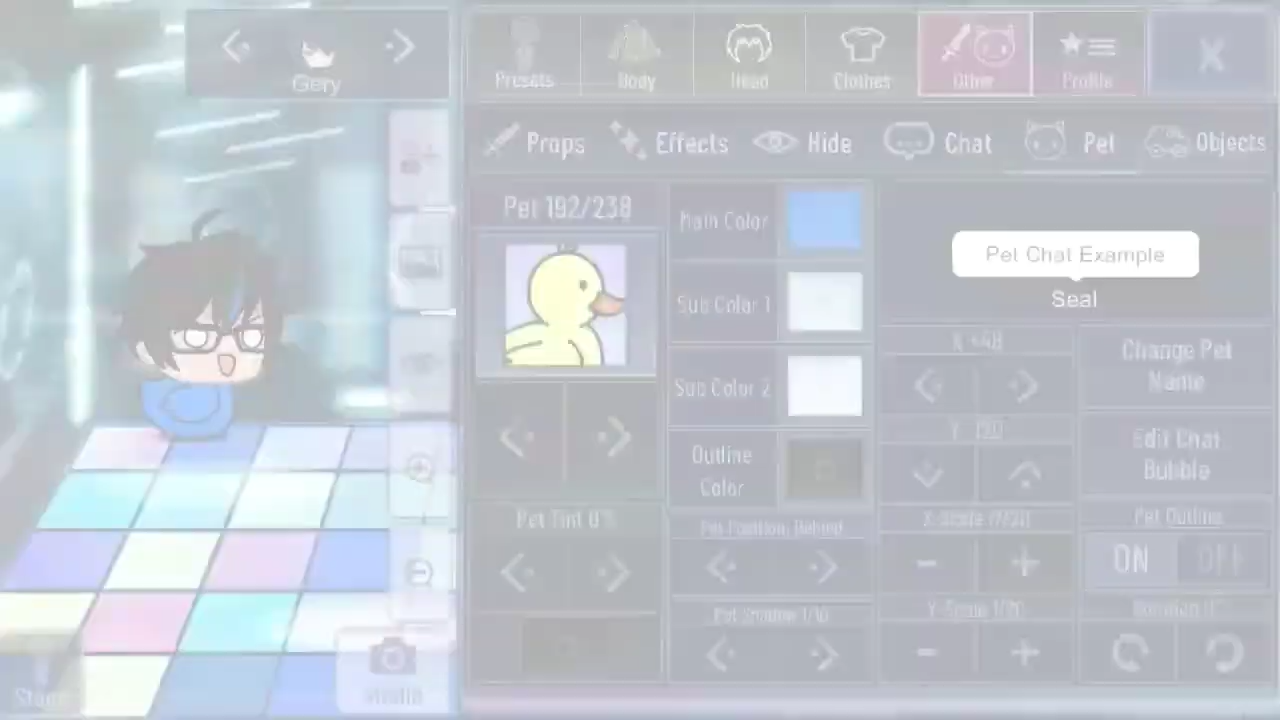 Gery
Presets
Body
Head
Clothes
Other
Profile
X
Props
Effects
Hide
Chat
Pet
Objects
Pet 192/238
Main Color
Sub Color 1
Sub Color 2
Outline
Color
Pet Chat Example
Seal
Change Pet
Name
Edit Chat
Bubble
Pet Outline
ON
OFF
Pet Tint 0%
Pet Position: Behind
Pet Shadow 1/10
Studio